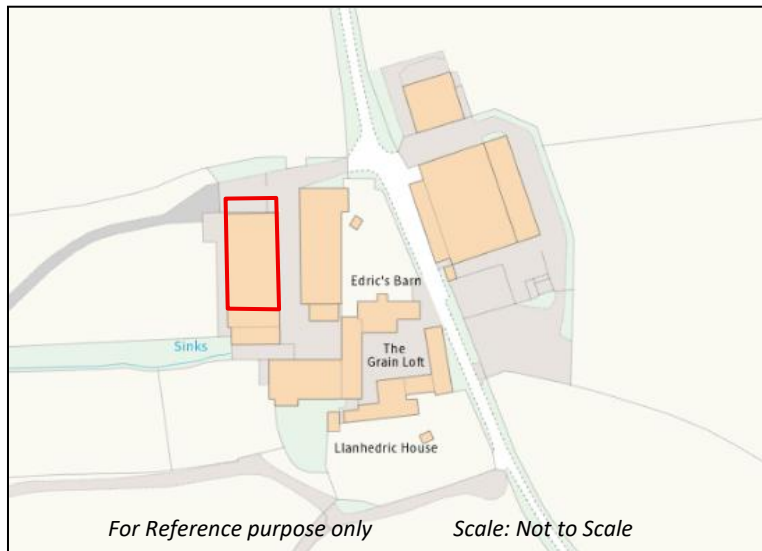 Edric's Barn
Sinks
The
Grain Loft
Llanhedric House
For Reference purpose only Scale: Not to Scale